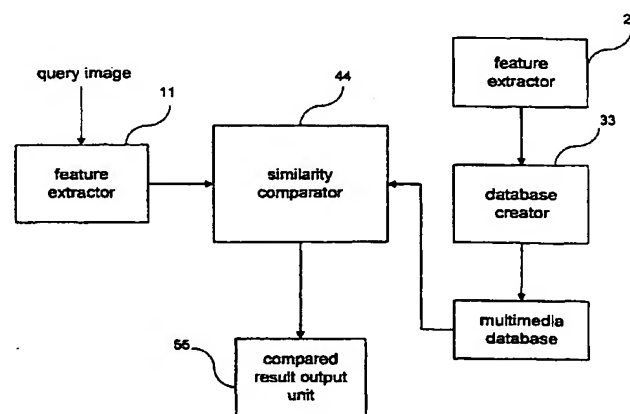 query image
11
feature
extractor
44
similarity
comparator
2
feature
extractor
33
database
creator
multimedia
database
55
compared
result output
unit